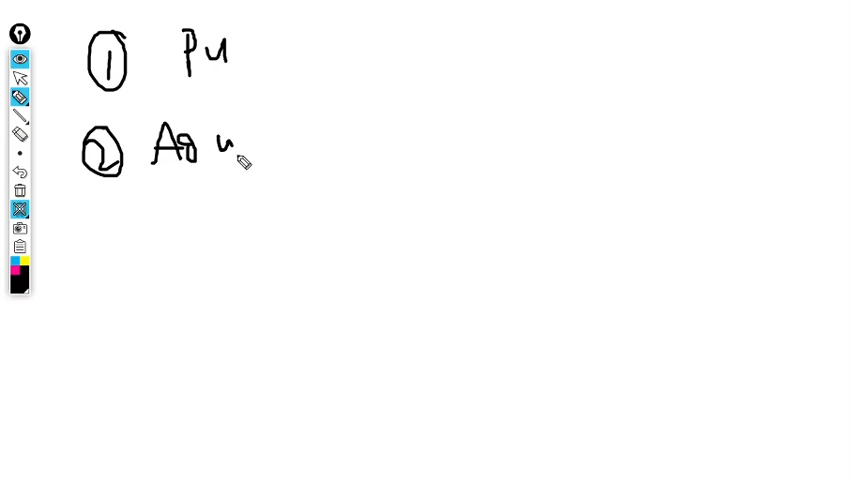 ① Pu
② Ag u